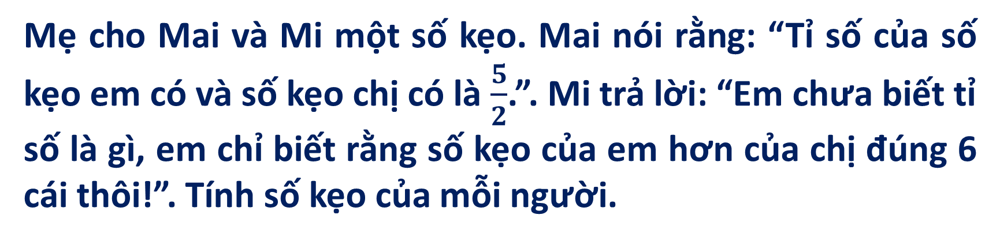 Mẹ cho Mai và Mi một số kẹo. Mai nói rằng: “Tỉ số của số
kẹo em có và số kẹo chị có là 5/2.”. Mi trả lời: “Em chưa biết tỉ
số là gì, em chỉ biết rằng số kẹo của em hơn của chị đúng 6
cái thôi!”. Tính số kẹo của mỗi người.